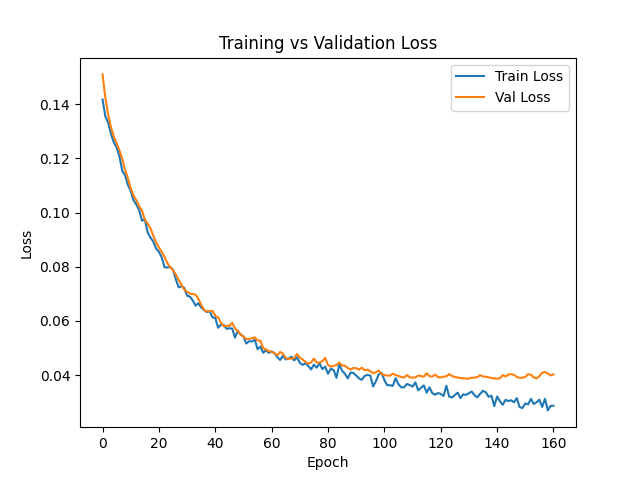 Training vs Validation Loss
Train Loss
Val Loss
0.14
0.12
0.10
0.08
0.06
0.04
Loss
0 20 40 60 80 100 120 140 160
Epoch